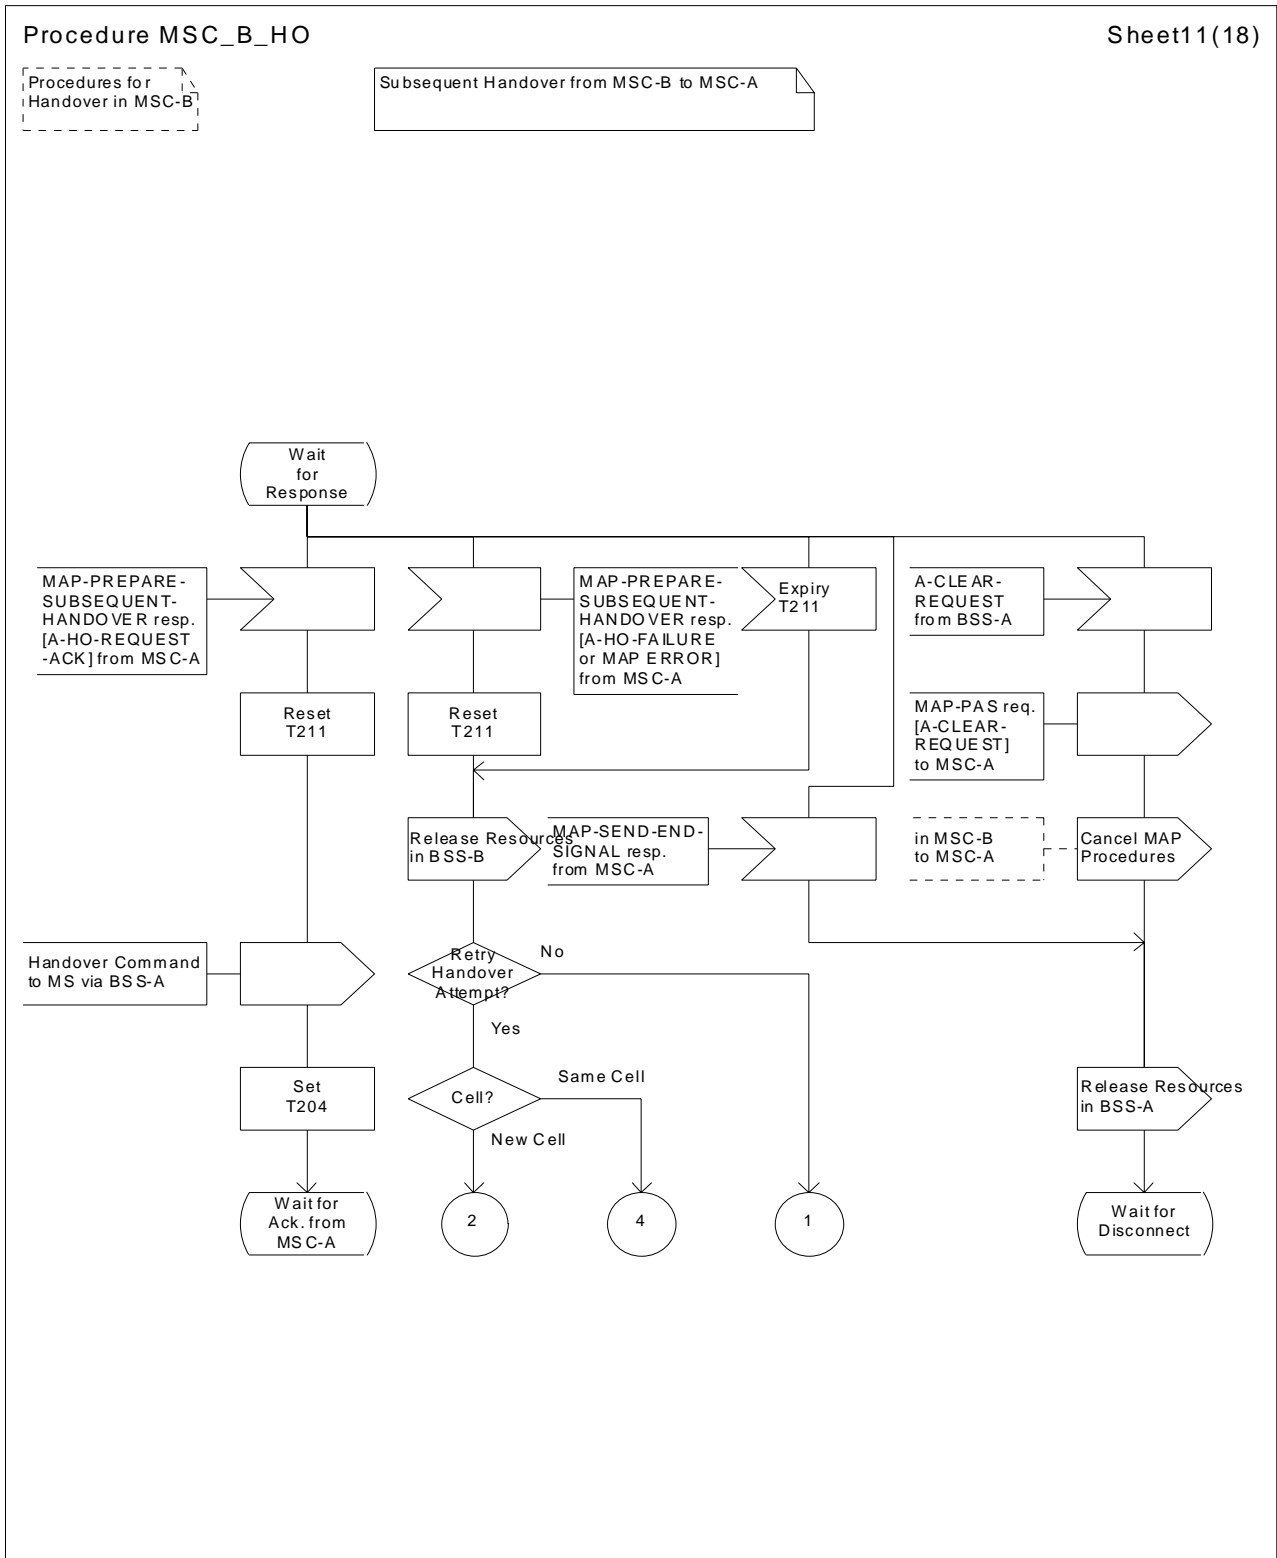 Procedure MSC_B_HO
Sheet11(18)
Procedures for
Handover in MSC-B
Subsequent Handover from MSC-B to MSC-A
Wait
for
Response
MAP-PREPARE-
SUBSEQUENT-
HANDOVER resp.
[A-HO-REQUEST
-ACK] from MSC-A
MAP-PREPARE-
SUBSEQUENT-
HANDOVER resp.
[A-HO-FAILURE
or MAP ERROR]
from MSC-A
Expiry
T211
A-CLEAR-
REQUEST
from BSS-A
Reset
T211
Reset
T211
MAP-PAS req.
[A-CLEAR-
REQUEST]
to MSC-A
Release Resources
in BSS-B
MAP-SEND-END-
SIGNAL resp.
from MSC-A
in MSC-B
to MSC-A
Cancel MAP
Procedures
Handover Command
to MS via BSS-A
Retry
Handover
Attempt?
No
Yes
Set
T204
Cell?
Same Cell
New Cell
Release Resources
in BSS-A
Wait for
Ack. from
MSC-A
2
4
1
Wait for
Disconnect